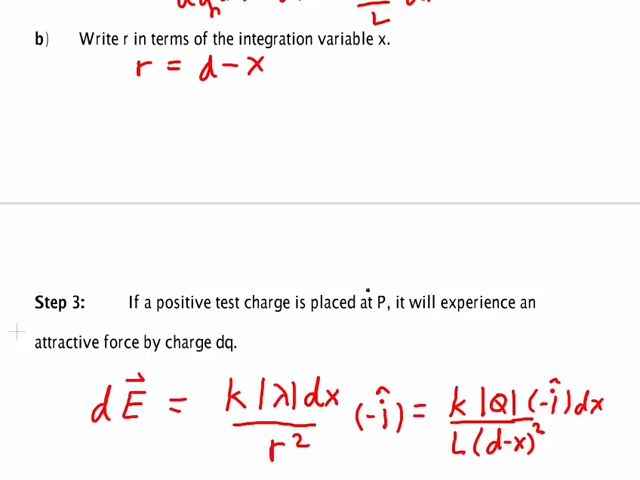 L
b) Write r in terms of the integration variable x.
r = d - x
Step 3: If a positive test charge is placed at P, it will experience an
attractive force by charge dq.
dE⃗ = k|λ|dx / r² (-î) = k|Q|(-î)dx / L(d-x)²